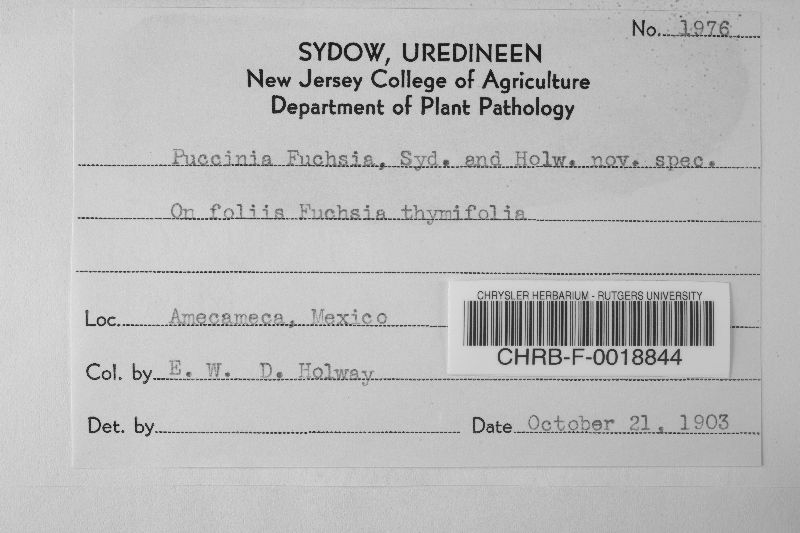 No. 1976
SYDOW, UREDINEEN
New Jersey College of Agriculture
Department of Plant Pathology
Puccinia Fuchsia, Syd. and Holw. nov. spec.
On foliis Fuchsia thymifolia
Loc. Amecameca, Mexico
CHRYSLER HERBARIUM - RUTGERS UNIVERSITY
CHRB-F-0018844
Col. by E. W. D. Holway
Det. by
Date October 21, 1903